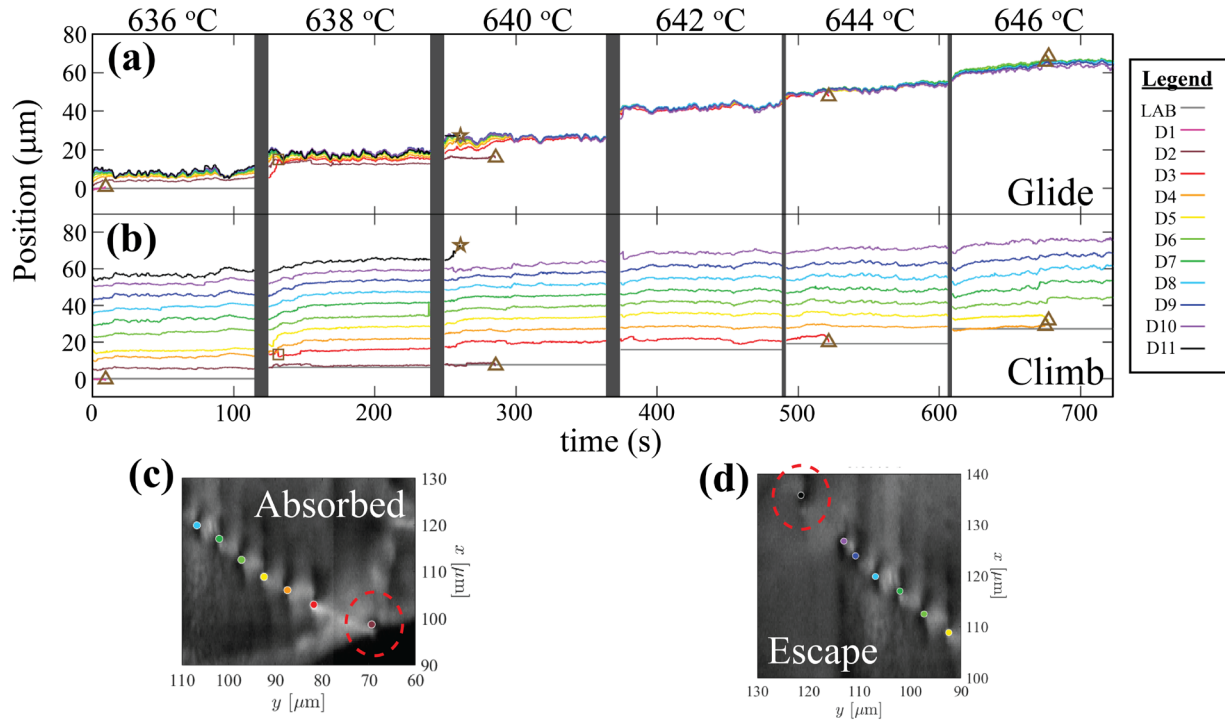 636 °C 638 °C 640 °C 642 °C 644 °C 646 °C
80
(a)
60
40
20
0
Glide
Position (μm)
80
(b)
60
40
20
0
Climb
0 100 200 300 400 500 600 700
time (s)
Legend
LAB
D1
D2
D3
D4
D5
D6
D7
D8
D9
D10
D11
(c)
Absorbed
130
120
110
100
90
x [μm]
110 100 90 80 70 60
y [μm]
(d)
Escape
140
130
120
110
100
x [μm]
130 120 110 100 90
y [μm]